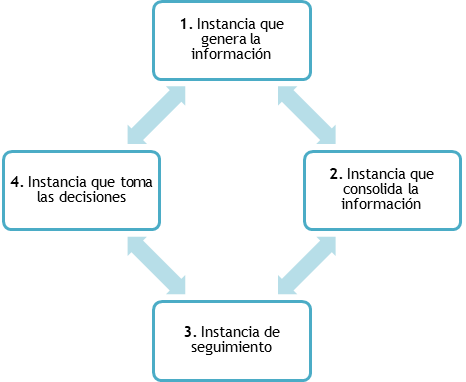 1. Instancia que
genera la
información
2. Instancia que
consolida la
información
3. Instancia de
seguimiento
4. Instancia que toma
las decisiones